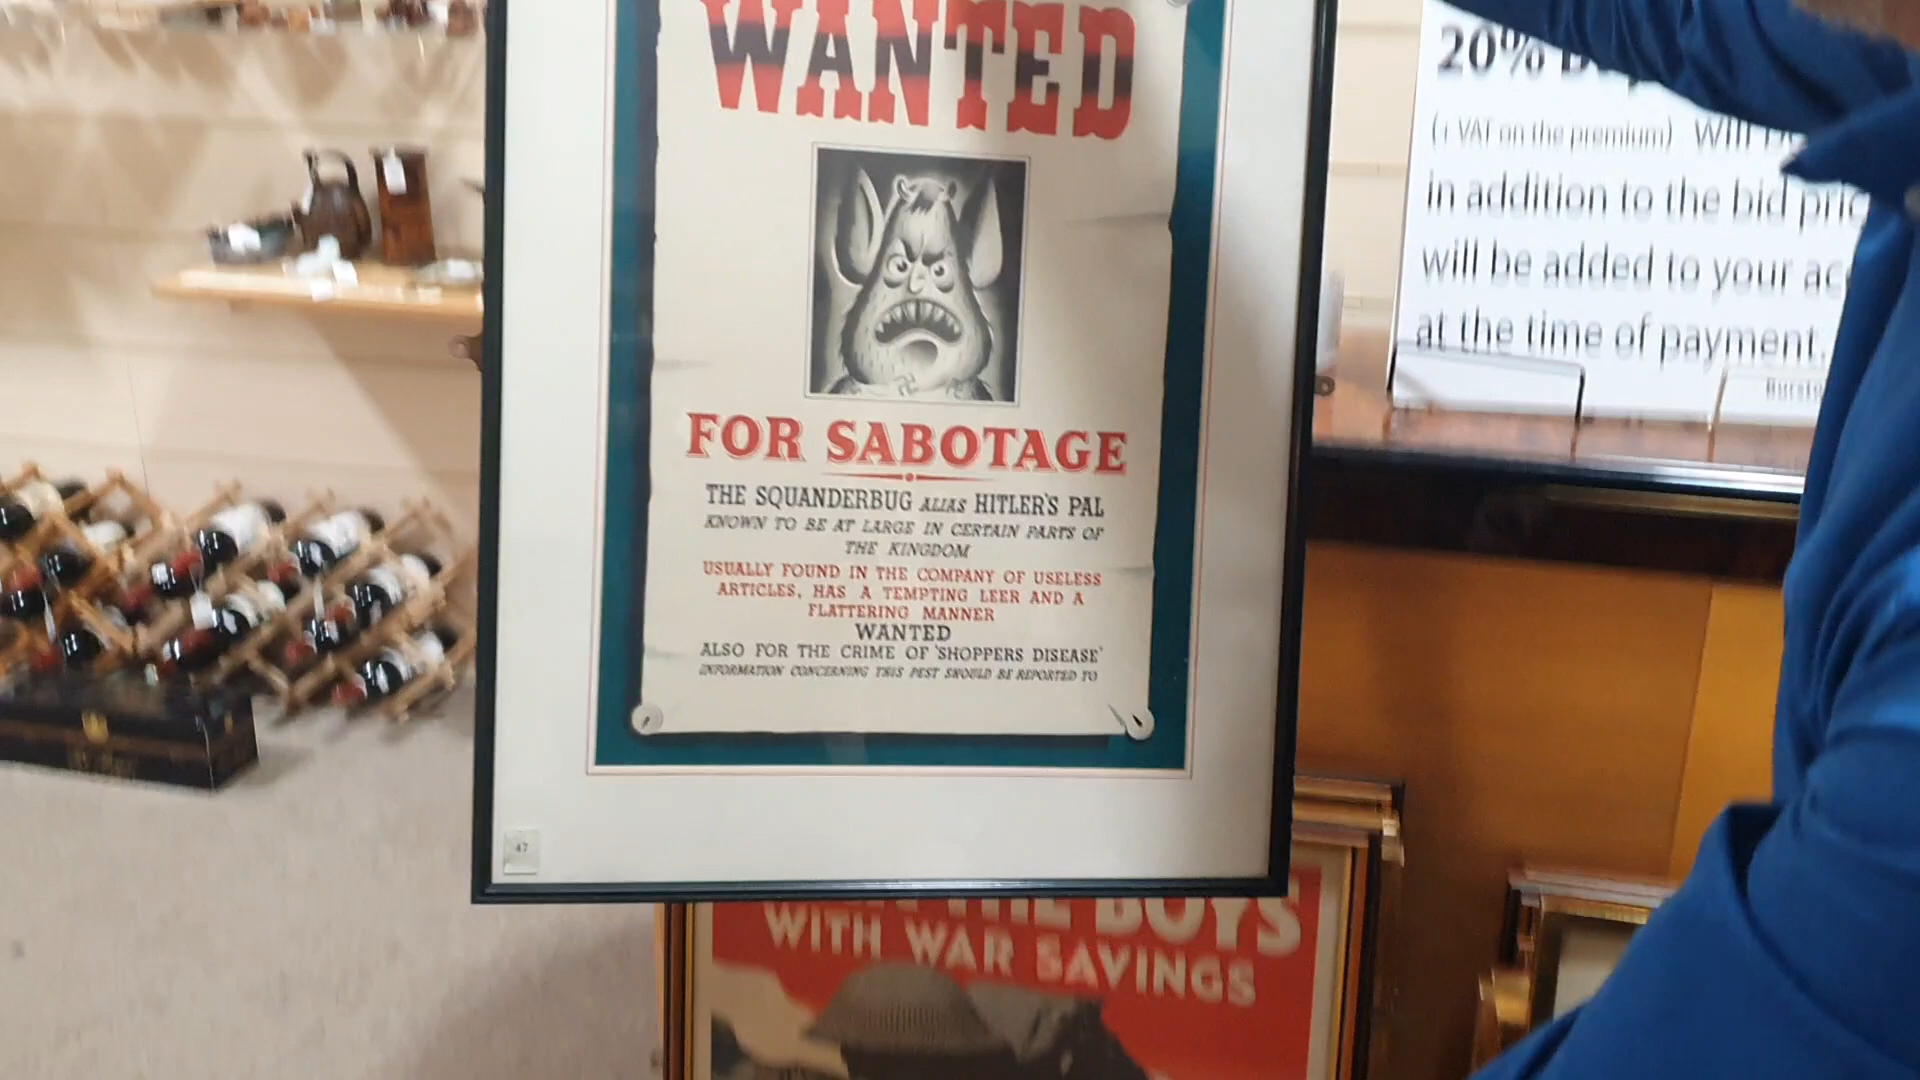 WANTED
FOR SABOTAGE
THE SQUANDERBUG ALIAS HITLER'S PAL
KNOWN TO BE AT LARGE IN CERTAIN PARTS OF
THE KINGDOM
USUALLY FOUND IN THE COMPANY OF USELESS
ARTICLES, HAS A TEMPTING LEER AND A
FLATTERING MANNER
WANTED
ALSO FOR THE CRIME OF 'SHOPPERS DISEASE'
INFORMATION CONCERNING THIS PEST SHOULD BE REPORTED TO
47
THE BOYS
WITH WAR SAVINGS
20%
(+ VAT on the premium) will
in addition to the bid
will be added to your
at the time of payment,